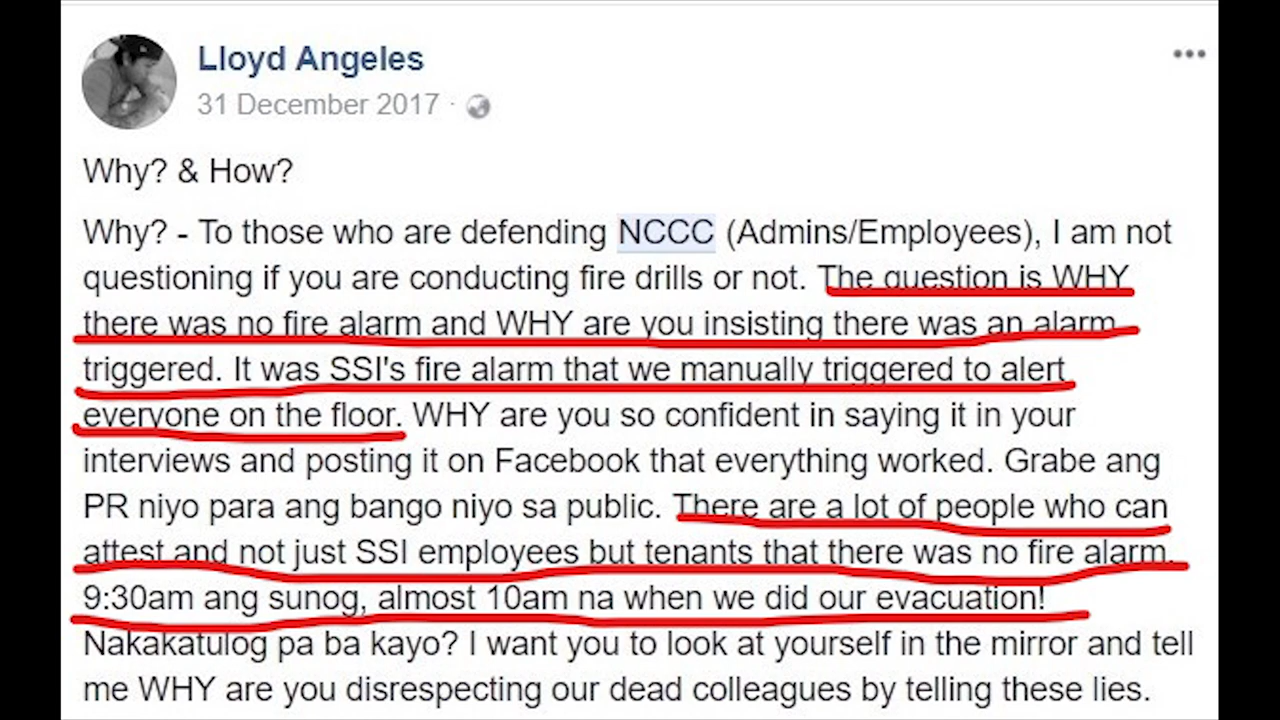 Lloyd Angeles
31 December 2017 ·
Why? & How?
Why? - To those who are defending NCCC (Admins/Employees), I am not
questioning if you are conducting fire drills or not. The question is WHY
there was no fire alarm and WHY are you insisting there was an alarm
triggered. It was SSI's fire alarm that we manually triggered to alert
everyone on the floor. WHY are you so confident in saying it in your
interviews and posting it on Facebook that everything worked. Grabe ang
PR niyo para ang bango niyo sa public. There are a lot of people who can
attest and not just SSI employees but tenants that there was no fire alarm.
9:30am ang sunog, almost 10am na when we did our evacuation!
Nakakatulog pa ba kayo? I want you to look at yourself in the mirror and tell
me WHY are you disrespecting our dead colleagues by telling these lies.